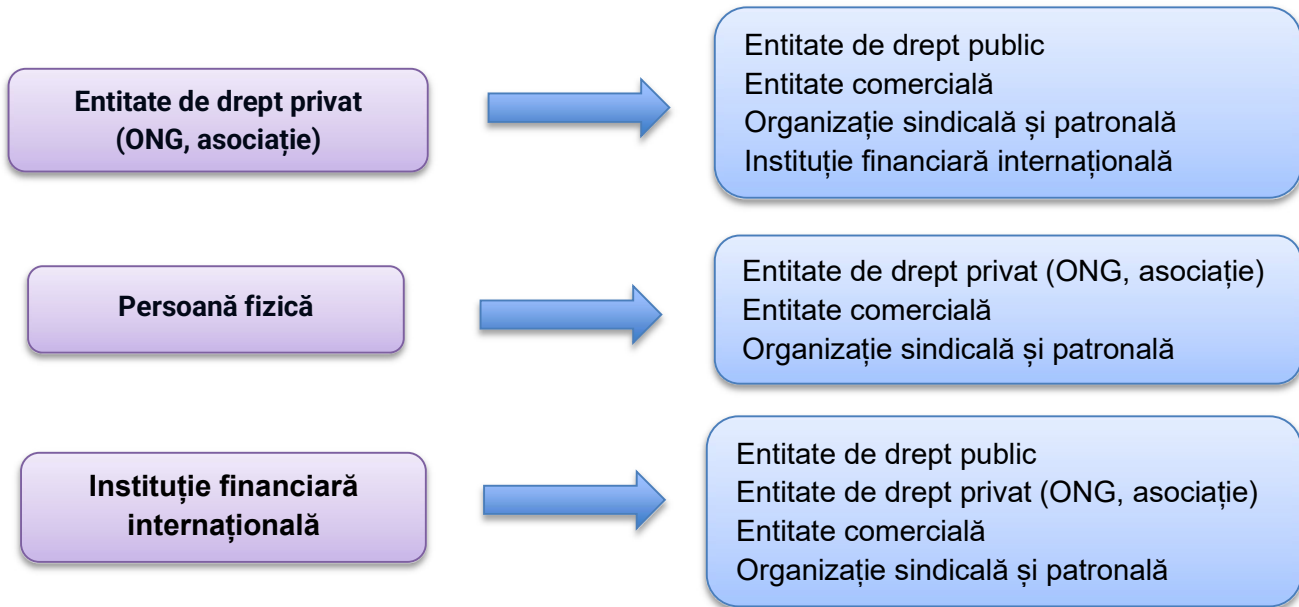 Entitate de drept privat
(ONG, asociație)
Entitate de drept public
Entitate comercială
Organizație sindicală și patronală
Instituție financiară internațională
Persoană fizică
Entitate de drept privat (ONG, asociație)
Entitate comercială
Organizație sindicală și patronală
Instituție financiară
internațională
Entitate de drept public
Entitate de drept privat (ONG, asociație)
Entitate comercială
Organizație sindicală și patronală